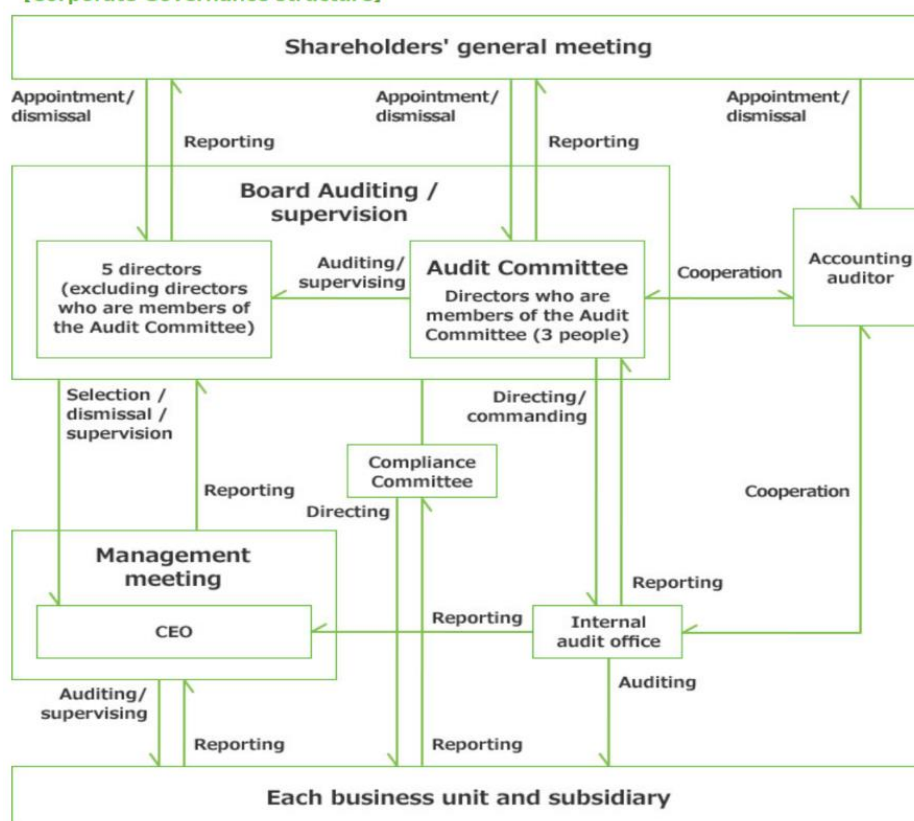 [Corporate Governance Structure]
Shareholders' general meeting
Appointment/
dismissal
Reporting
Appointment/
dismissal
Reporting
Appointment/
dismissal
Board Auditing /
supervision
5 directors
(excluding directors
who are members of
the Audit Committee)
Auditing/
supervising
Audit Committee
Directors who are
members of the Audit
Committee (3 people)
Cooperation
Accounting
auditor
Selection /
dismissal /
supervision
Reporting
Compliance
Committee
Directing
Directing/
commanding
Cooperation
Management
meeting
CEO
Reporting
Internal
audit office
Reporting
Auditing/
supervising
Reporting
Reporting
Auditing
Each business unit and subsidiary